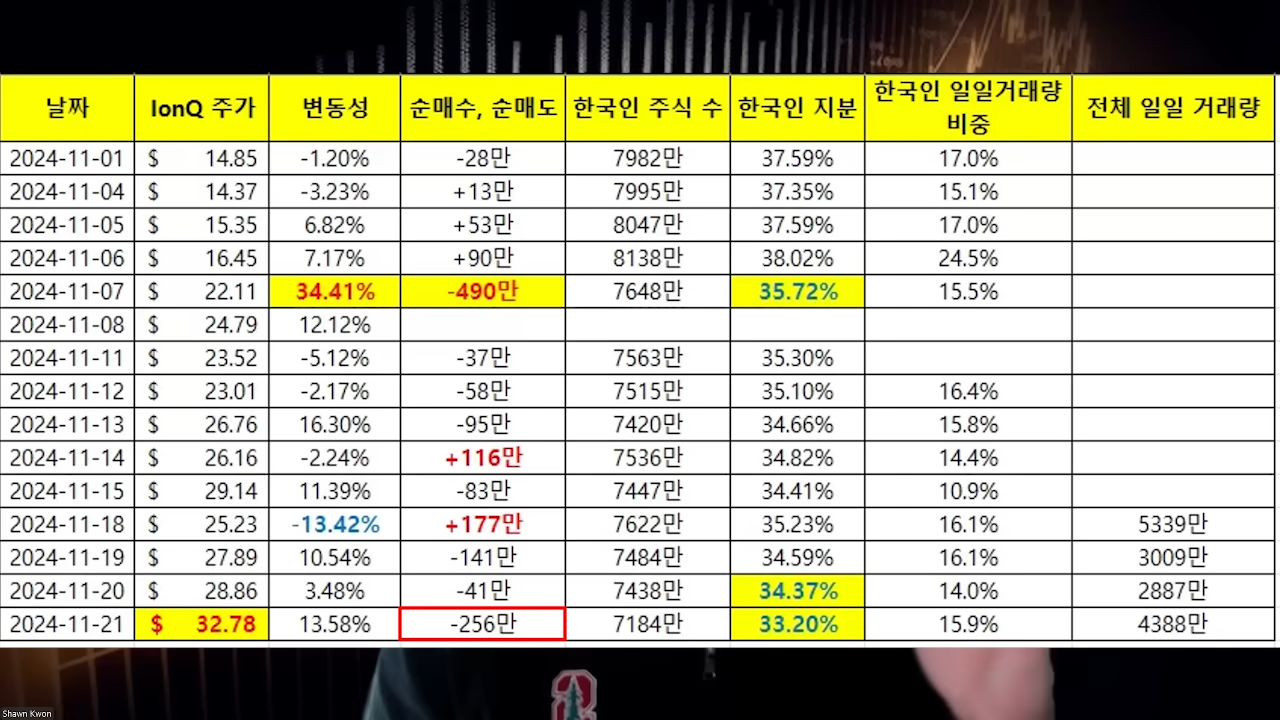 날짜 IonQ 주가 변동성 순매수, 순매도 한국인 주식 수 한국인 지분 한국인 일일거래량 비중 전체 일일 거래량
2024-11-01 $ 14.85 -1.20% -28만 7982만 37.59% 17.0%
2024-11-04 $ 14.37 -3.23% +13만 7995만 37.35% 15.1%
2024-11-05 $ 15.35 6.82% +53만 8047만 37.59% 17.0%
2024-11-06 $ 16.45 7.17% +90만 8138만 38.02% 24.5%
2024-11-07 $ 22.11 34.41% -490만 7648만 35.72% 15.5%
2024-11-08 $ 24.79 12.12%
2024-11-11 $ 23.52 -5.12% -37만 7563만 35.30%
2024-11-12 $ 23.01 -2.17% -58만 7515만 35.10% 16.4%
2024-11-13 $ 26.76 16.30% -95만 7420만 34.66% 15.8%
2024-11-14 $ 26.16 -2.24% +116만 7536만 34.82% 14.4%
2024-11-15 $ 29.14 11.39% -83만 7447만 34.41% 10.9%
2024-11-18 $ 25.23 -13.42% +177만 7622만 35.23% 16.1% 5339만
2024-11-19 $ 27.89 10.54% -141만 7484만 34.59% 16.1% 3009만
2024-11-20 $ 28.86 3.48% -41만 7438만 34.37% 14.0% 2887만
2024-11-21 $ 32.78 13.58% -256만 7184만 33.20% 15.9% 4388만
Shawn Kwon